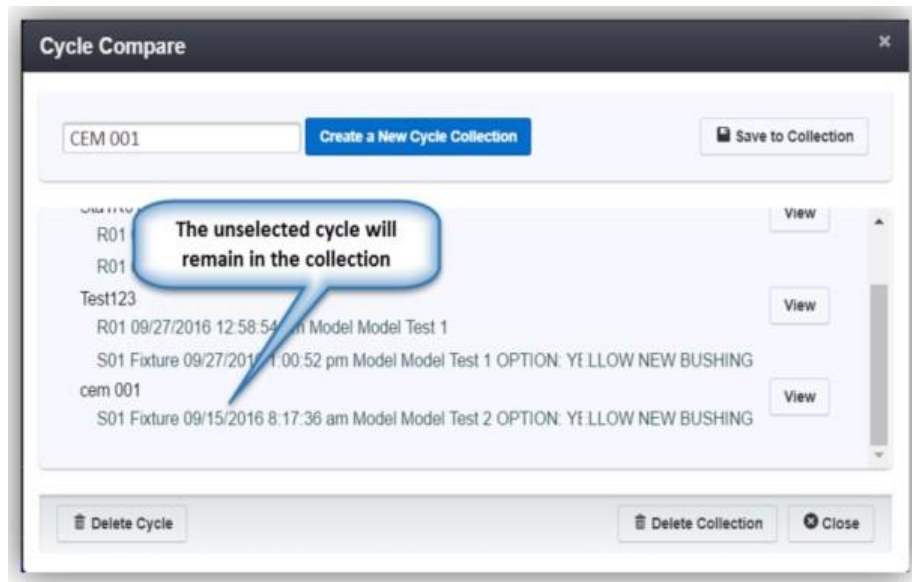 Cycle Compare ×
CEM 001 Create a New Cycle Collection Save to Collection
View
R01
The unselected cycle will
remain in the collection
R01
Test123
View
R01 09/27/2016 12:58:54 Model Model Test 1
S01 Fixture 1:00:52 pm Model Model Test 1 OPTION: YELLOW NEW BUSHING
cem 001
View
S01 Fixture 09/15/2016 8:17:36 am Model Model Test 2 OPTION: YELLOW NEW BUSHING
Delete Cycle Delete Collection Close